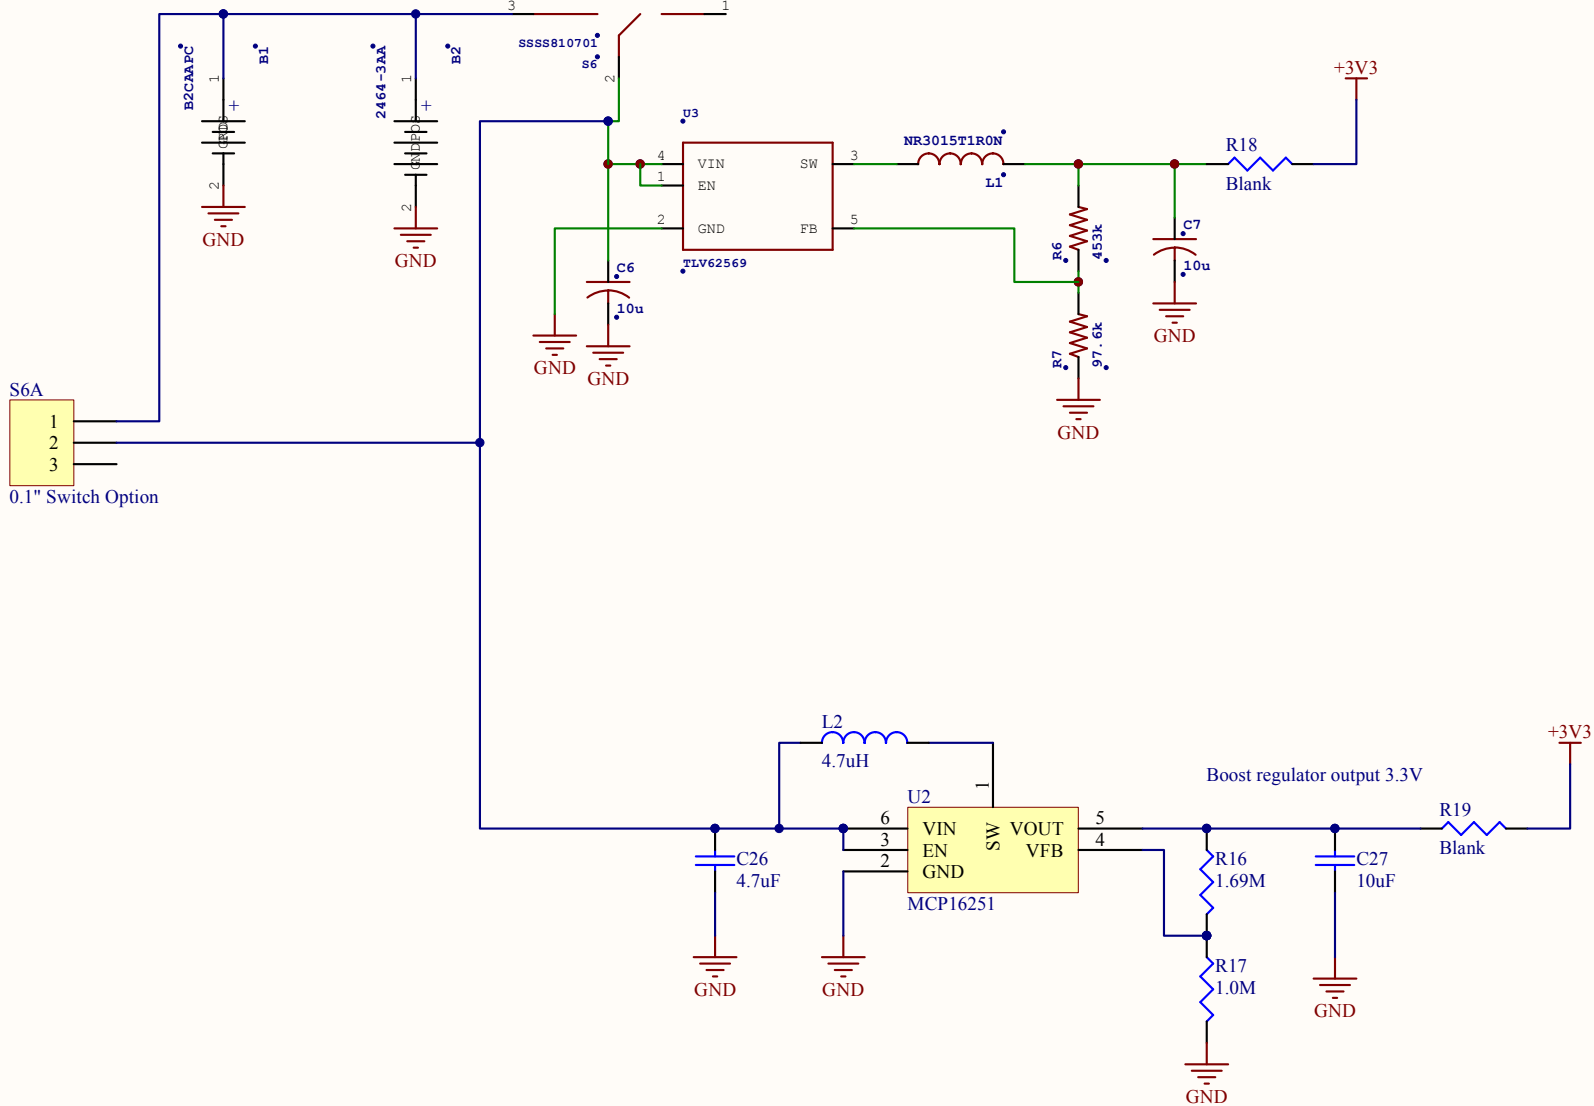 3
1
SSSS810701
S6
2
B2CAAPC
B1
1
+
2
GND
2464-3AA
B2
1
+
GNDPOS
2
GND
U3
4
VIN
1
EN
2
GND
SW
3
FB
5
TLV62569
C6
10u
GND
GND
NR3015T1R0N
L1
R6
453k
R7
97.6k
GND
C7
10u
GND
R18
Blank
+3V3
S6A
1
2
3
0.1" Switch Option
L2
4.7uH
1
U2
6
VIN
3
EN
2
GND
SW
VOUT
5
VFB
4
MCP16251
C26
4.7uF
GND
GND
Boost regulator output 3.3V
R16
1.69M
R17
1.0M
GND
C27
10uF
GND
R19
Blank
+3V3